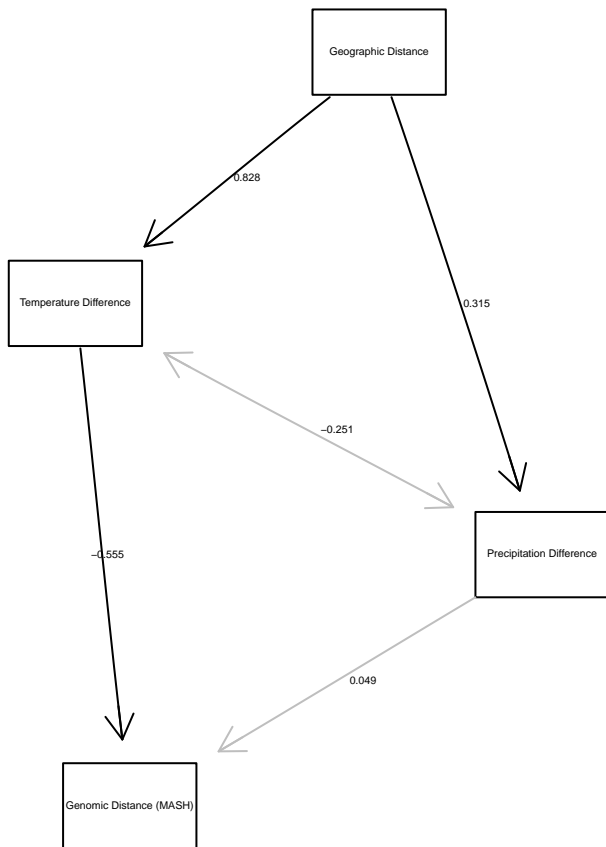 Geographic Distance
0.828
Temperature Difference
0.315
−0.251
−0.555
Precipitation Difference
0.049
Genomic Distance (MASH)